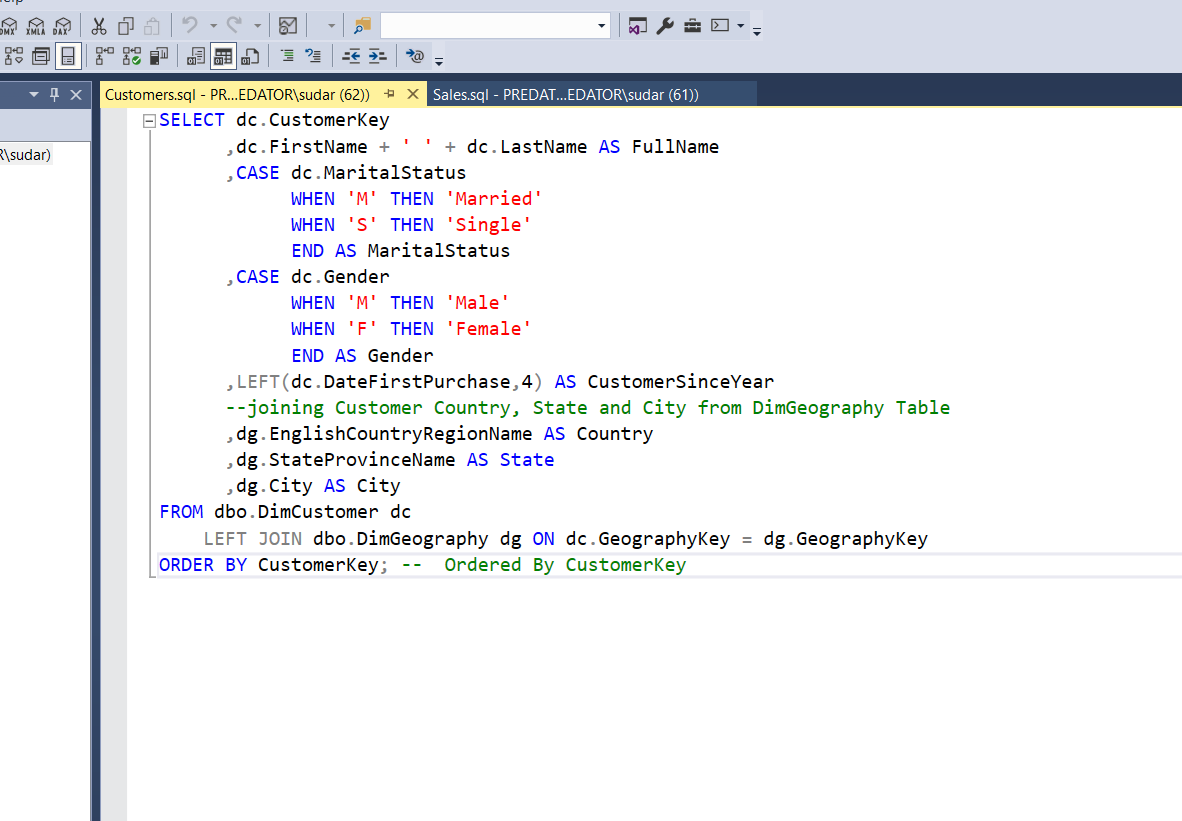 DMX XMLA DAX
Customers.sql - PR...EDATOR\sudar (62)) Sales.sql - PREDAT...EDATOR\sudar (61))
\sudar)
SELECT dc.CustomerKey
,dc.FirstName + ' ' + dc.LastName AS FullName
,CASE dc.MaritalStatus
WHEN 'M' THEN 'Married'
WHEN 'S' THEN 'Single'
END AS MaritalStatus
,CASE dc.Gender
WHEN 'M' THEN 'Male'
WHEN 'F' THEN 'Female'
END AS Gender
,LEFT(dc.DateFirstPurchase,4) AS CustomerSinceYear
--joining Customer Country, State and City from DimGeography Table
,dg.EnglishCountryRegionName AS Country
,dg.StateProvinceName AS State
,dg.City AS City
FROM dbo.DimCustomer dc
LEFT JOIN dbo.DimGeography dg ON dc.GeographyKey = dg.GeographyKey
ORDER BY CustomerKey; --  Ordered By CustomerKey